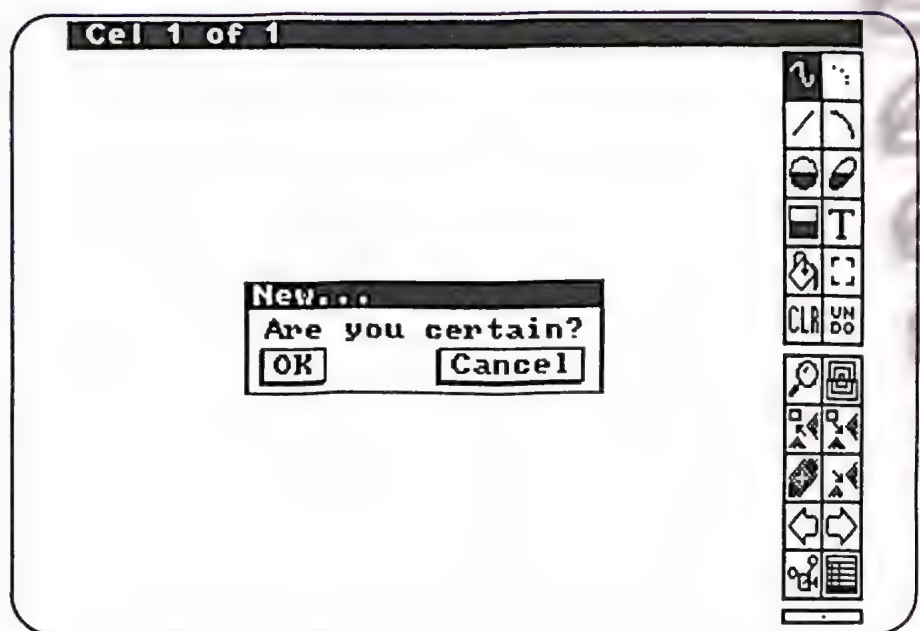 Cel 1 of 1
T
CLR
UN
DO
New...
Are you certain?
OK
Cancel